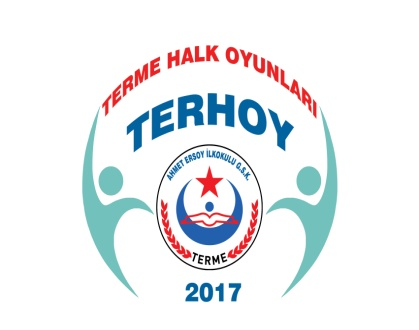 TERME HALK OYUNLARI
TERHOY
AHMET ERSOY İLKOKULU G.S.K.
TERME
2017